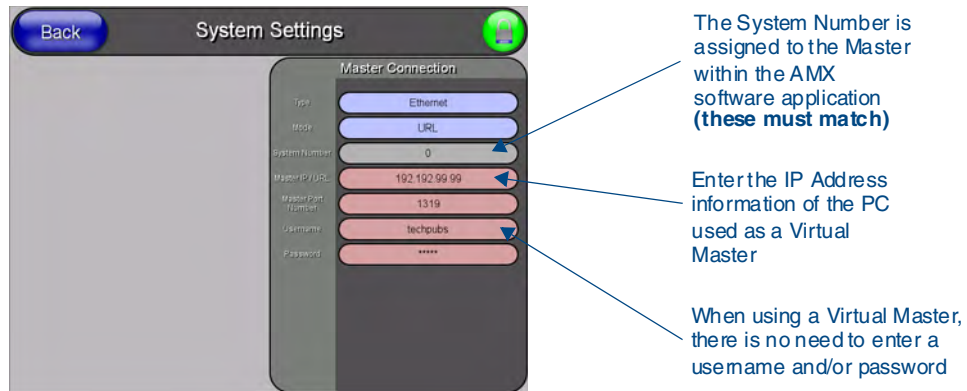 Back
System Settings
Master Connection
Type
Ethernet
Mode
URL
System Number
0
Master IP / URL
192.192.99.99
Master Port
Number
1319
Username
techpubs
Password
*****
The System Number is
assigned to the Master
within the AMX
software application
(these must match)
Enter the IP Address
information of the PC
used as a Virtual
Master
When using a Virtual Master,
there is no need to enter a
username and/or password